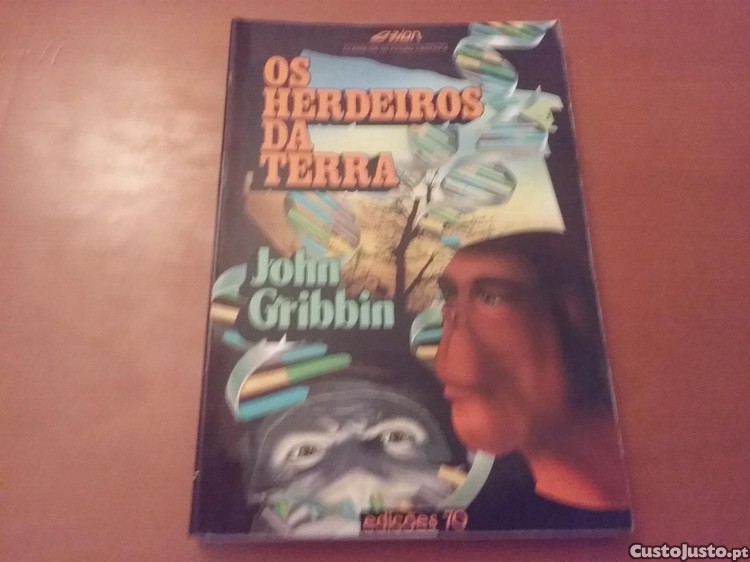 OS
HERDEIROS
DA
TERRA
John
Gribbin
edições 70
CustoJusto.pt